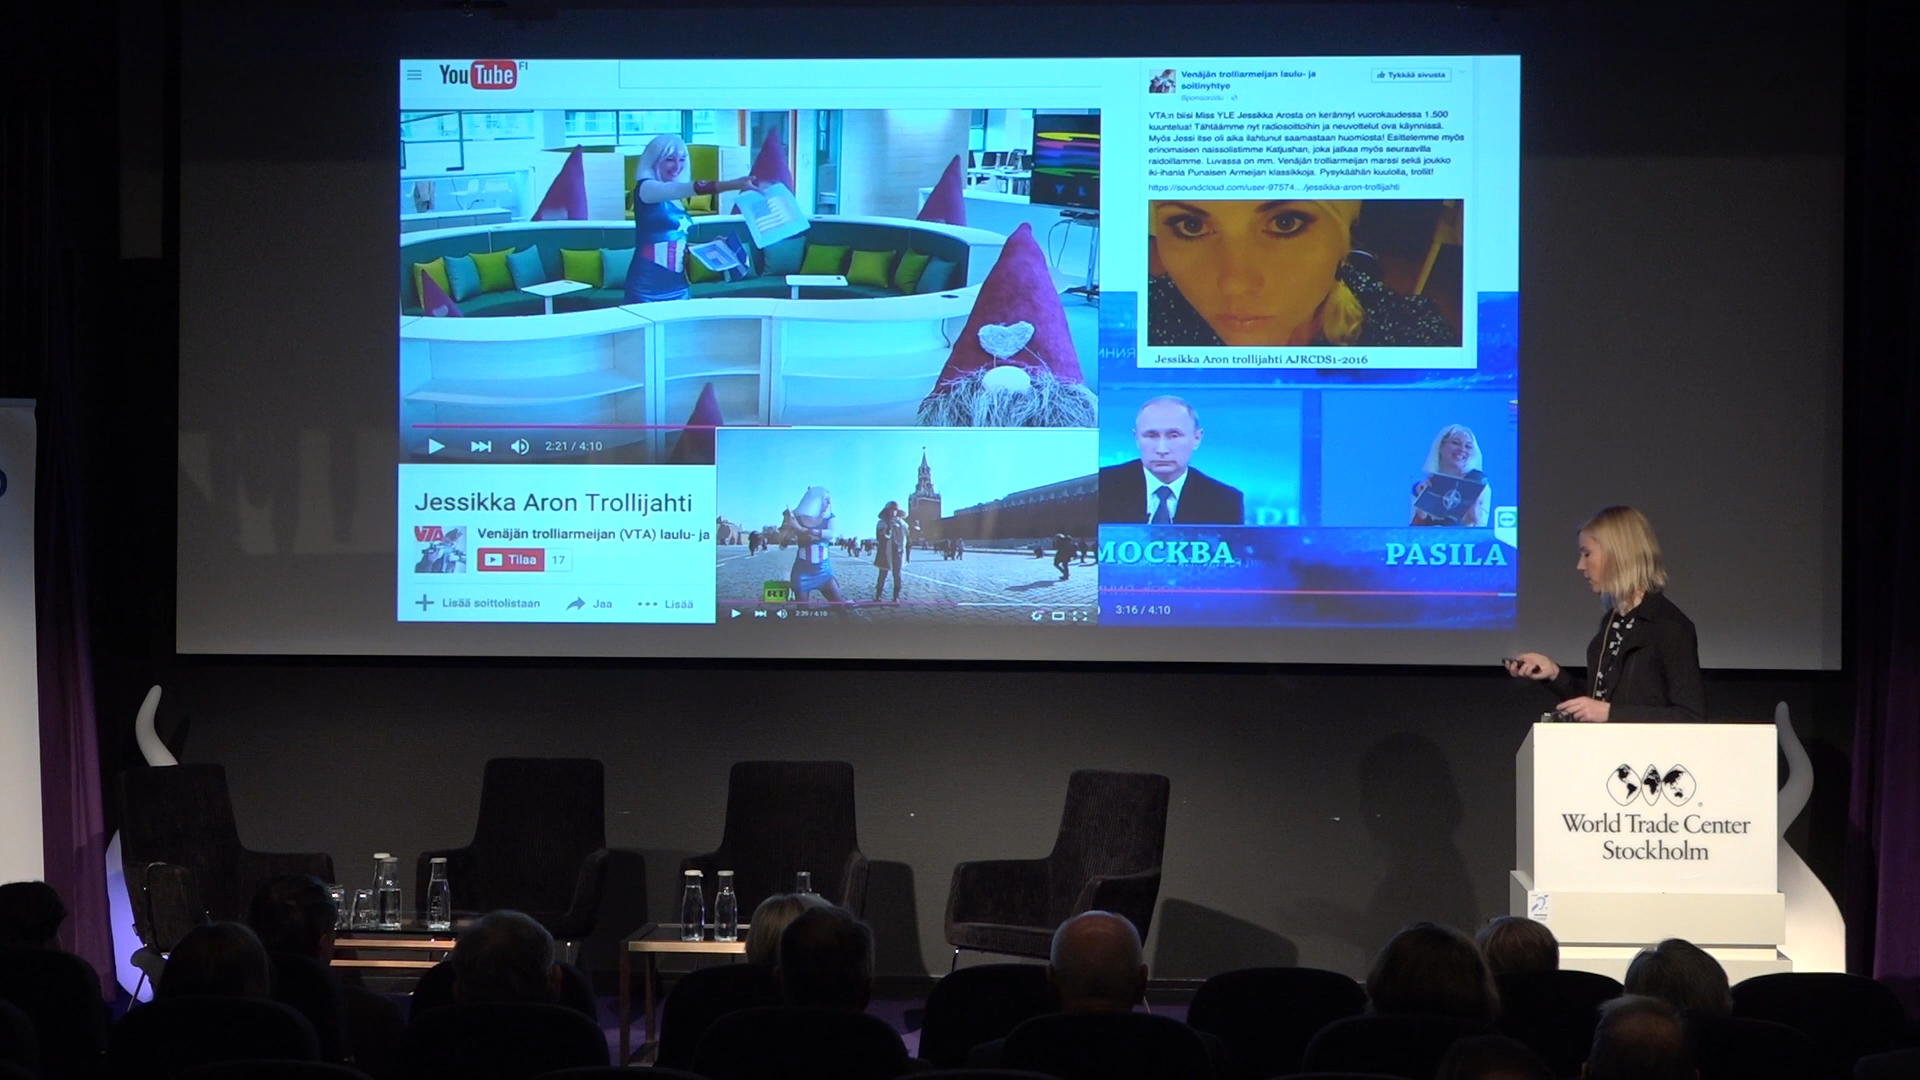 YouTube FI
2:21 / 4:10
Jessikka Aron Trollijahti
VTA
Venäjän trolliarmeijan (VTA) laulu- ja
Tilaa 17
Lisää soittolistaan
Jaa
Lisää
RT
2:39 / 4:10
Venäjän trolliarmeijan laulu- ja
soitinyhtye
Sponsoroitu
Tykkää sivusta
VTA:n biisi Miss YLE Jessikka Arosta on kerännyt vuorokaudessa 1.500
kuuntelua! Tähtäämme nyt radiosoittoihin ja neuvottelut ova käynnissä.
Myös Jessi itse oli aika ilahtunut saamastaan huomiosta! Esittelemme myös
erinomaisen naissolistimme Katjushan, joka jatkaa myös seuraavilla
raidoillamme. Luvassa on mm. Venäjän trolliarmeijan marssi sekä joukko
iki-ihania Punaisen Armeijan klassikkoja. Pysykäähän kuulolla, trollit!
https://soundcloud.com/user-97574.../jessikka-aron-trollijahti
Jessikka Aron trollijahti AJRCDS1-2016
МОСКВА
PASILA
3:16 / 4:10
World Trade Center
Stockholm